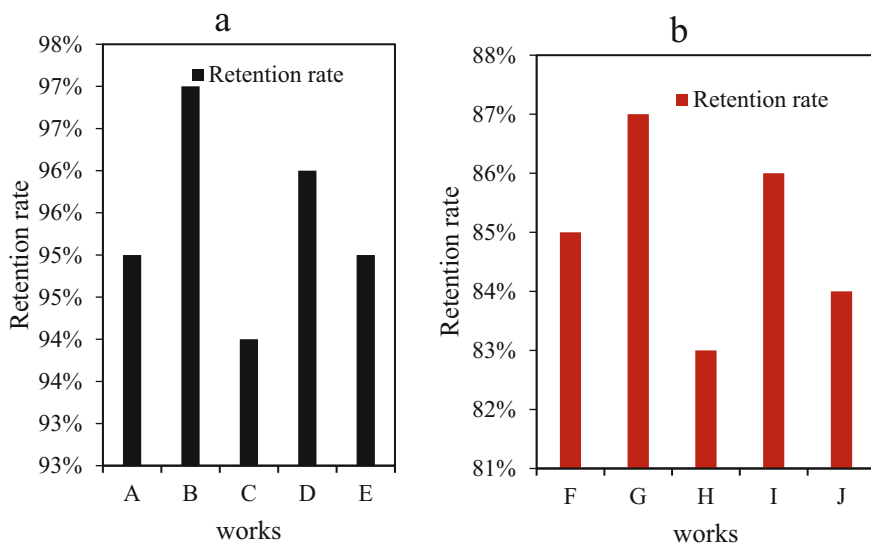 a
98%
97%
97%
96%
96%
95%
95%
94%
94%
93%
93%
Retention rate
Retention rate
A B C D E
works
b
88%
87%
86%
85%
84%
83%
82%
81%
Retention rate
Retention rate
F G H I J
works